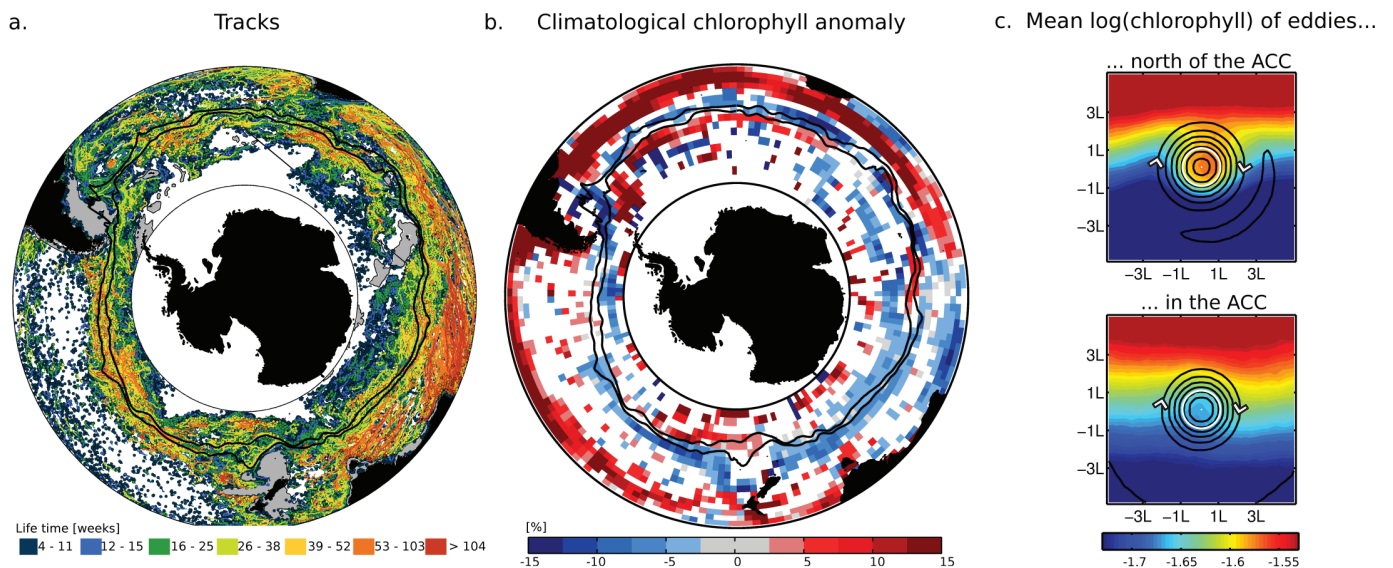 a. Tracks
b. Climatological chlorophyll anomaly
c. Mean log(chlorophyll) of eddies...
... north of the ACC
3L
1L
−1L
−3L
−3L −1L 1L 3L
... in the ACC
3L
1L
−1L
−3L
−3L −1L 1L 3L
Life time [weeks]
4 - 11 12 - 15 16 - 25 26 - 38 39 - 52 53 - 103 > 104
[%]
−15 −10 −5 0 5 10 15
-1.7 -1.65 -1.6 -1.55